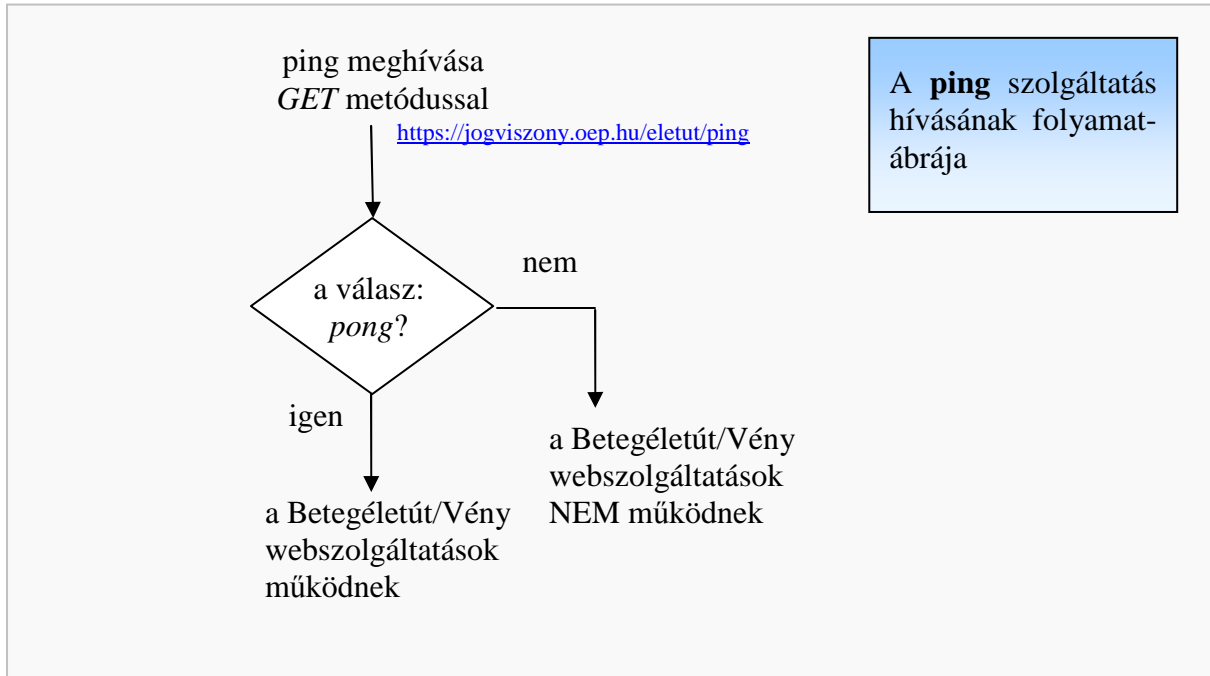 ping meghívása
GET metódussal
https://jogviszony.oep.hu/eletut/ping
A ping szolgáltatás
hívásának folyamat-
ábrája
a válasz:
pong?
nem
igen
a Betegéletút/Vény
webszolgáltatások
NEM működnek
a Betegéletút/Vény
webszolgáltatások
működnek